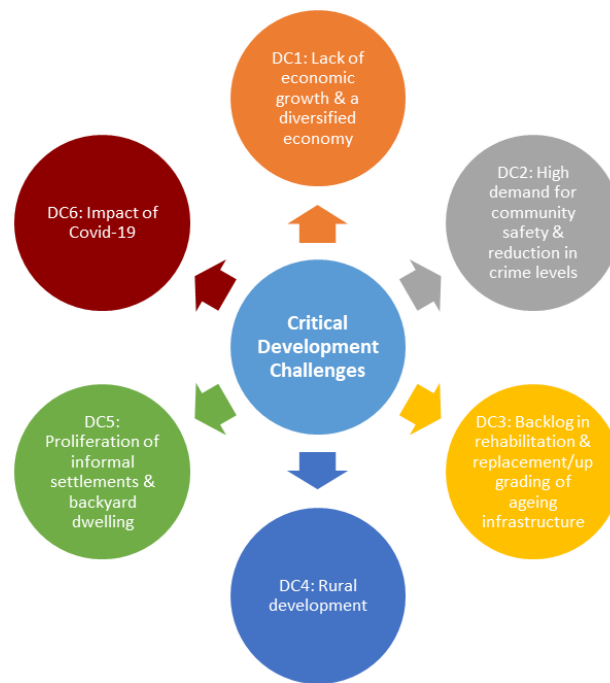 DC1: Lack of
economic
growth & a
diversified
economy
DC2: High
demand for
community
safety &
reduction in
crime levels
DC3: Backlog in
rehabilitation &
replacement/up
grading of
ageing
infrastructure
DC4: Rural
development
DC5:
Proliferation of
informal
settlements &
backyard
dwelling
DC6: Impact of
Covid-19
Critical
Development
Challenges